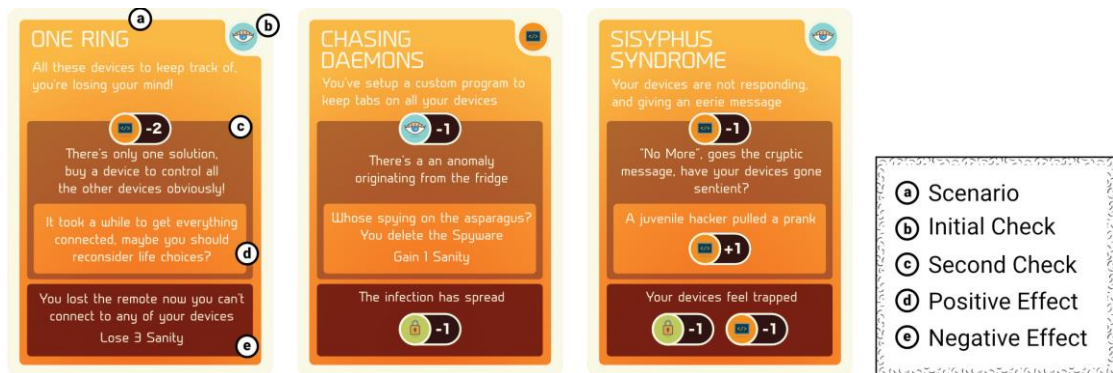 a
b
ONE RING
All these devices to keep track of,
you're losing your mind!
</> -2
c
There's only one solution,
buy a device to control all
the other devices obviously!
It took a while to get everything
connected, maybe you should
reconsider life choices?
d
You lost the remote now you can't
connect to any of your devices
Lose 3 Sanity
e
CHASING
DAEMONS
</>
You've setup a custom program to
keep tabs on all your devices
-1
There's a an anomaly
originating from the fridge
Whose spying on the asparagus?
You delete the Spyware
Gain 1 Sanity
The infection has spread
-1
SISYPHUS
SYNDROME
Your devices are not responding,
and giving an eerie message
</> -1
"No More", goes the cryptic
message, have your devices gone
sentient?
A juvenile hacker pulled a prank
</> +1
Your devices feel trapped
-1 </> -1
a Scenario
b Initial Check
c Second Check
d Positive Effect
e Negative Effect